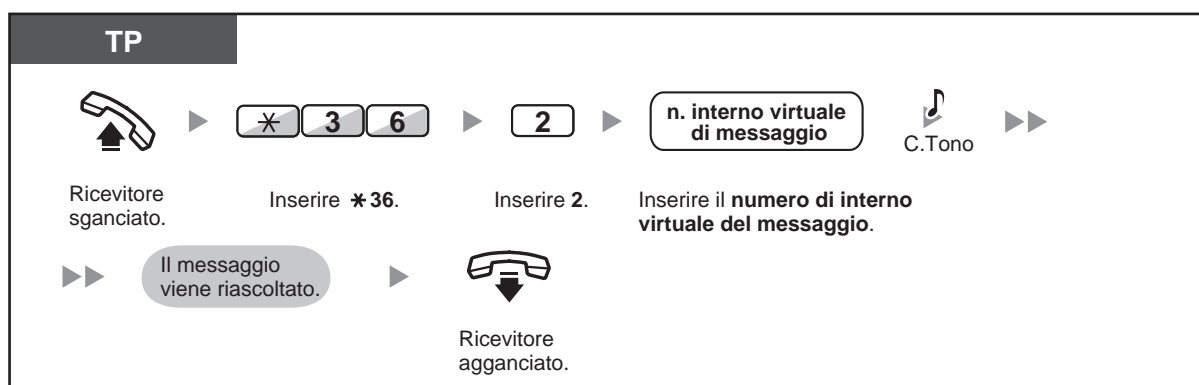 TP
✳ 3 6
2
n. interno virtuale
di messaggio
C.Tono
Ricevitore
sganciato.
Inserire ✳36.
Inserire 2.
Inserire il numero di interno
virtuale del messaggio.
Il messaggio
viene riascoltato.
Ricevitore
agganciato.